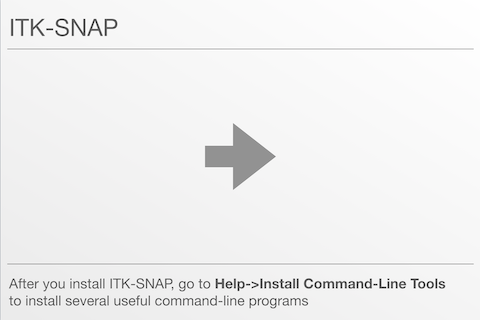 ITK-SNAP
After you install ITK-SNAP, go to Help->Install Command-Line Tools
to install several useful command-line programs